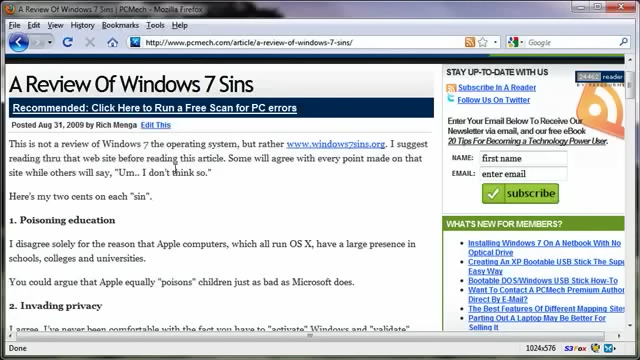 A Review Of Windows 7 Sins | PCMech - Mozilla Firefox
File Edit View History Bookmarks Tools Help
http://www.pcmech.com/article/a-review-of-windows-7-sins/
Google
A Review Of Windows 7 Sins
Recommended: Click Here to Run a Free Scan for PC errors
Posted Aug 31, 2009 by Rich Menga Edit This
This is not a review of Windows 7 the operating system, but rather www.windows7sins.org. I suggest
reading thru that web site before reading this article. Some will agree with every point made on that
site while others will say, "Um.. I don't think so."
Here's my two cents on each "sin".
1. Poisoning education
I disagree solely for the reason that Apple computers, which all run OS X, have a large presence in
schools, colleges and universities.
You could argue that Apple equally "poisons" children just as bad as Microsoft does.
2. Invading privacy
I agree. I've never been comfortable with the fact you have to "activate" Windows and "validate"
STAY UP-TO-DATE WITH US
24462 reader
Subscribe In A Reader
Follow Us On Twitter
Enter Your Email To Receive Our
Newsletter via email, and our free eBook
20 Tips For Becoming a Technology Power User.
NAME: first name
EMAIL: enter email
subscribe
WHAT'S NEW FOR MEMBERS?
Installing Windows 7 On A Netbook With No
Optical Drive
Creating An XP Bootable USB Stick The Super
Easy Way
Bootable DOS/Windows USB Stick How-To
Want To Contact A PCMech Premium Author
Direct By E-Mail?
The Best Features Of Different Mapping Sites
Parting Out A Laptop May Be Better For
Selling It
Done
1024x576 S3Fox